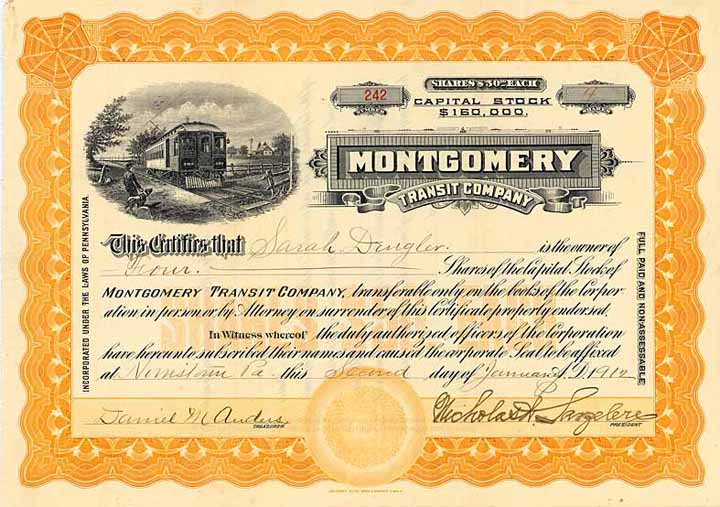 SHARES $50.00 EACH
242
4
CAPITAL STOCK
$160,000.
MONTGOMERY
TRANSIT COMPANY
This Certifies that Sarah Dengler. is the owner of
Four. Shares of the Capital Stock of
MONTGOMERY TRANSIT COMPANY, transferable only on the books of the Corpor-
ation in person or by Attorney on surrender of this Certificate properly endorsed.
In Witness whereof the duly authorized officers of the Corporation
have hereunto subscribed their names and caused the corporate Seal to be affixed
at Pa. this Second day of January A.D. 1912
Daniel M Anders
TREASURER
PRESIDENT
INCORPORATED UNDER THE LAWS OF PENNSYLVANIA
FULL PAID AND NON ASSESSABLE